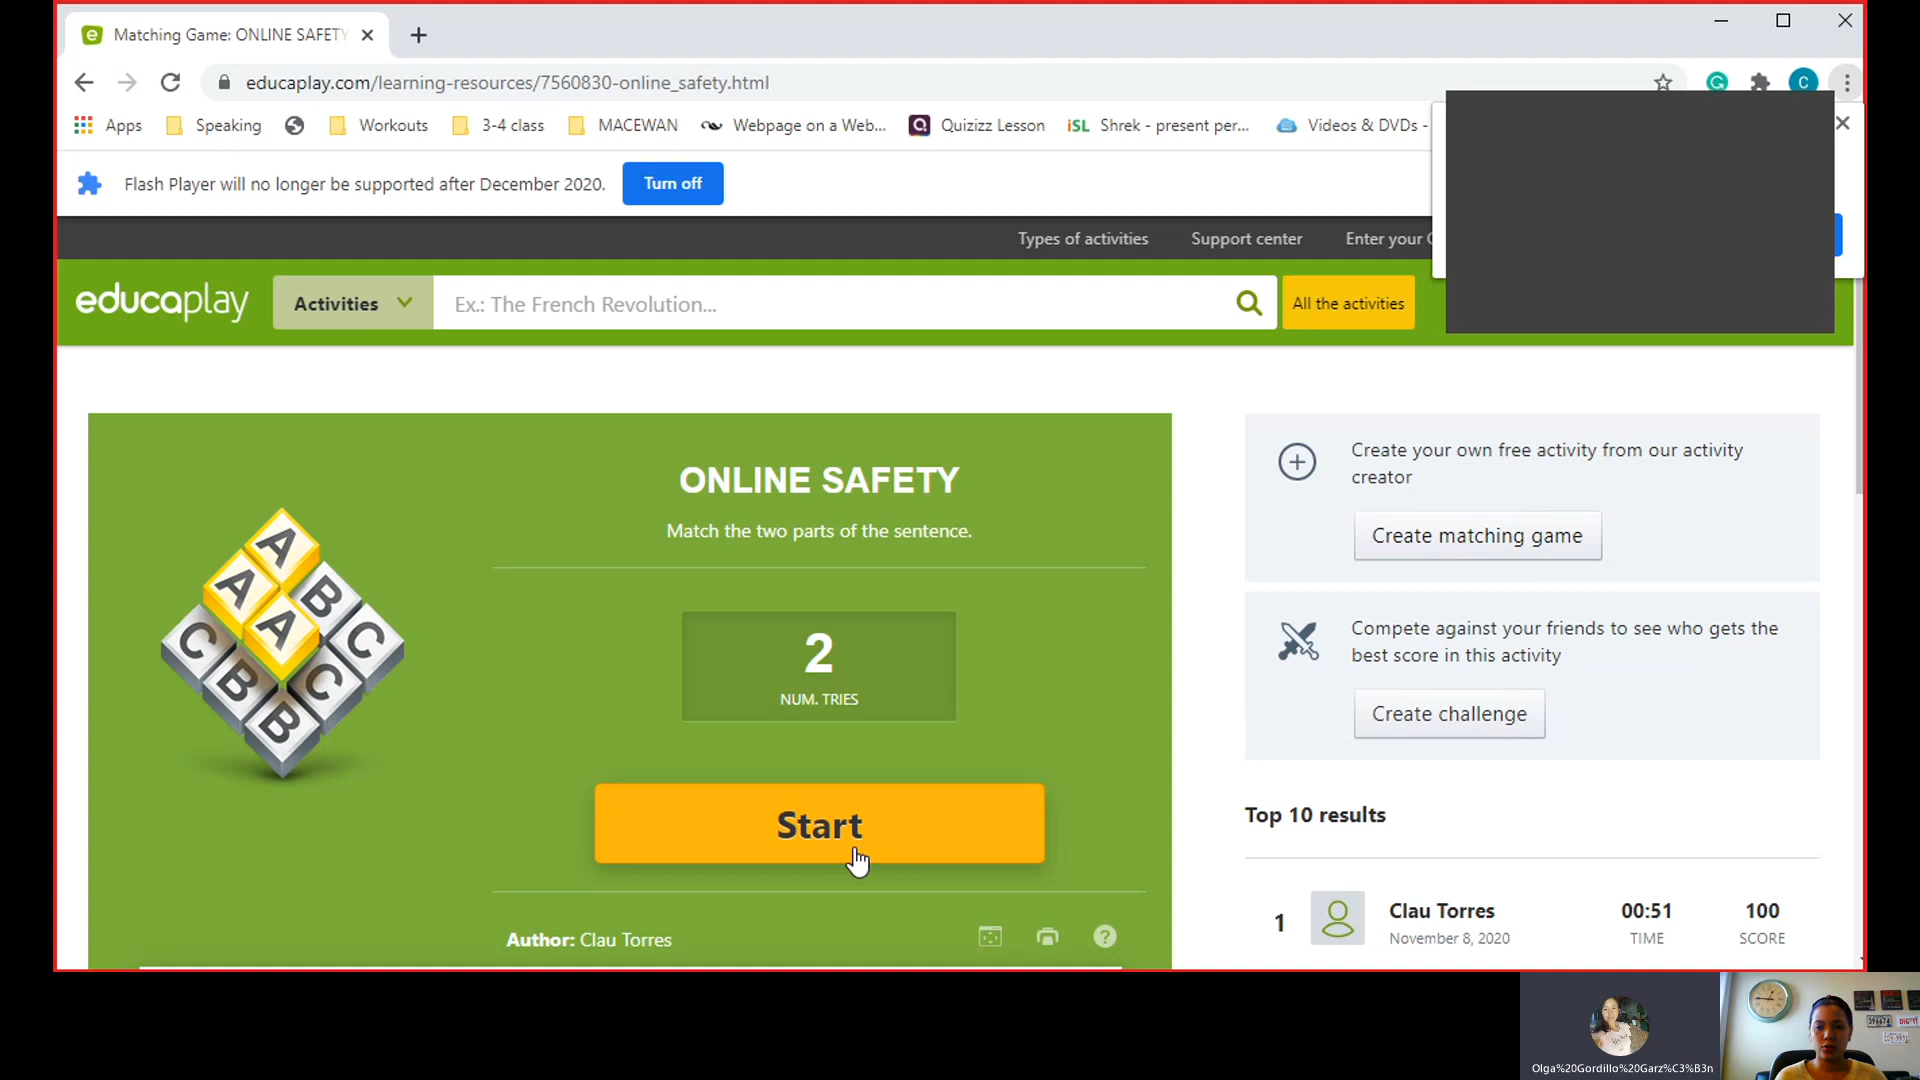 Matching Game: ONLINE SAFETY
educaplay.com/learning-resources/7560830-online_safety.html
G
C
Apps
Speaking
Workouts
3-4 class
MACEWAN
Webpage on a Web...
Quizizz Lesson
iSL
Shrek - present per...
Videos & DVDs -
Flash Player will no longer be supported after December 2020.
Turn off
Types of activities
Support center
Enter your
educaplay
Activities
Ex.: The French Revolution...
All the activities
ONLINE SAFETY
Match the two parts of the sentence.
A
A B
C A C
B C
B
2
NUM. TRIES
Start
Author: Clau Torres
?
Create your own free activity from our activity
creator
Create matching game
Compete against your friends to see who gets the
best score in this activity
Create challenge
Top 10 results
1
Clau Torres
November 8, 2020
00:51
TIME
100
SCORE
Olga%20Gordillo%20Garz%C3%B3n